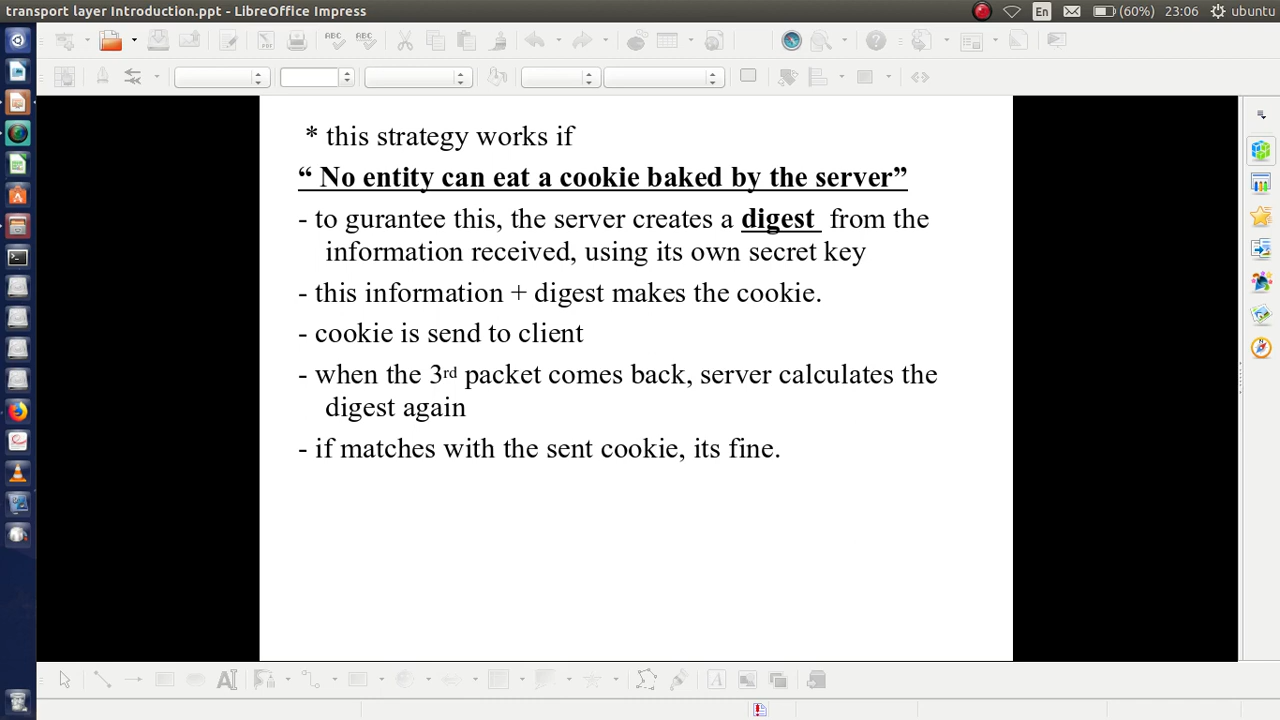 transport layer Introduction.ppt - LibreOffice Impress
En (60%) 23:06 ubuntu
* this strategy works if
“ No entity can eat a cookie baked by the server”
- to gurantee this, the server creates a digest from the
information received, using its own secret key
- this information + digest makes the cookie.
- cookie is send to client
- when the 3rd packet comes back, server calculates the
digest again
- if matches with the sent cookie, its fine.